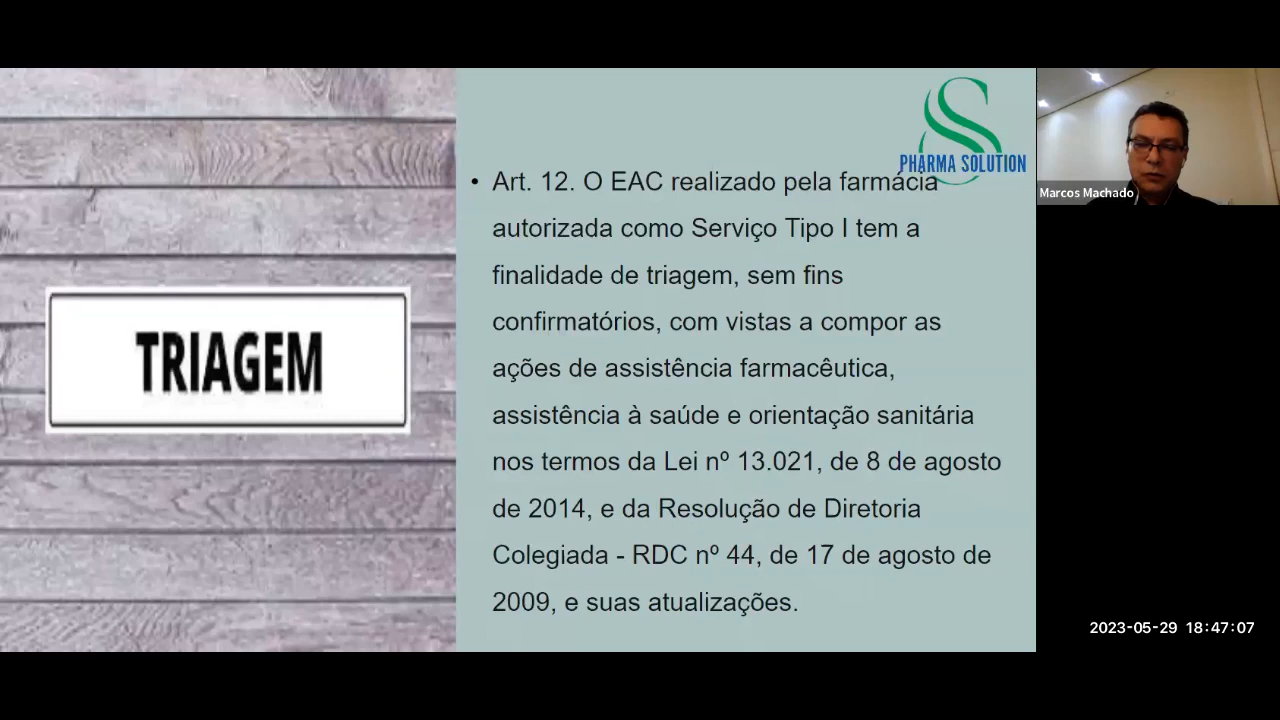 TRIAGEM
PHARMA SOLUTION
• Art. 12. O EAC realizado pela farmácia
autorizada como Serviço Tipo I tem a
finalidade de triagem, sem fins
confirmatórios, com vistas a compor as
ações de assistência farmacêutica,
assistência à saúde e orientação sanitária
nos termos da Lei nº 13.021, de 8 de agosto
de 2014, e da Resolução de Diretoria
Colegiada - RDC nº 44, de 17 de agosto de
2009, e suas atualizações.
Marcos Machado
2023-05-29 18:47:07